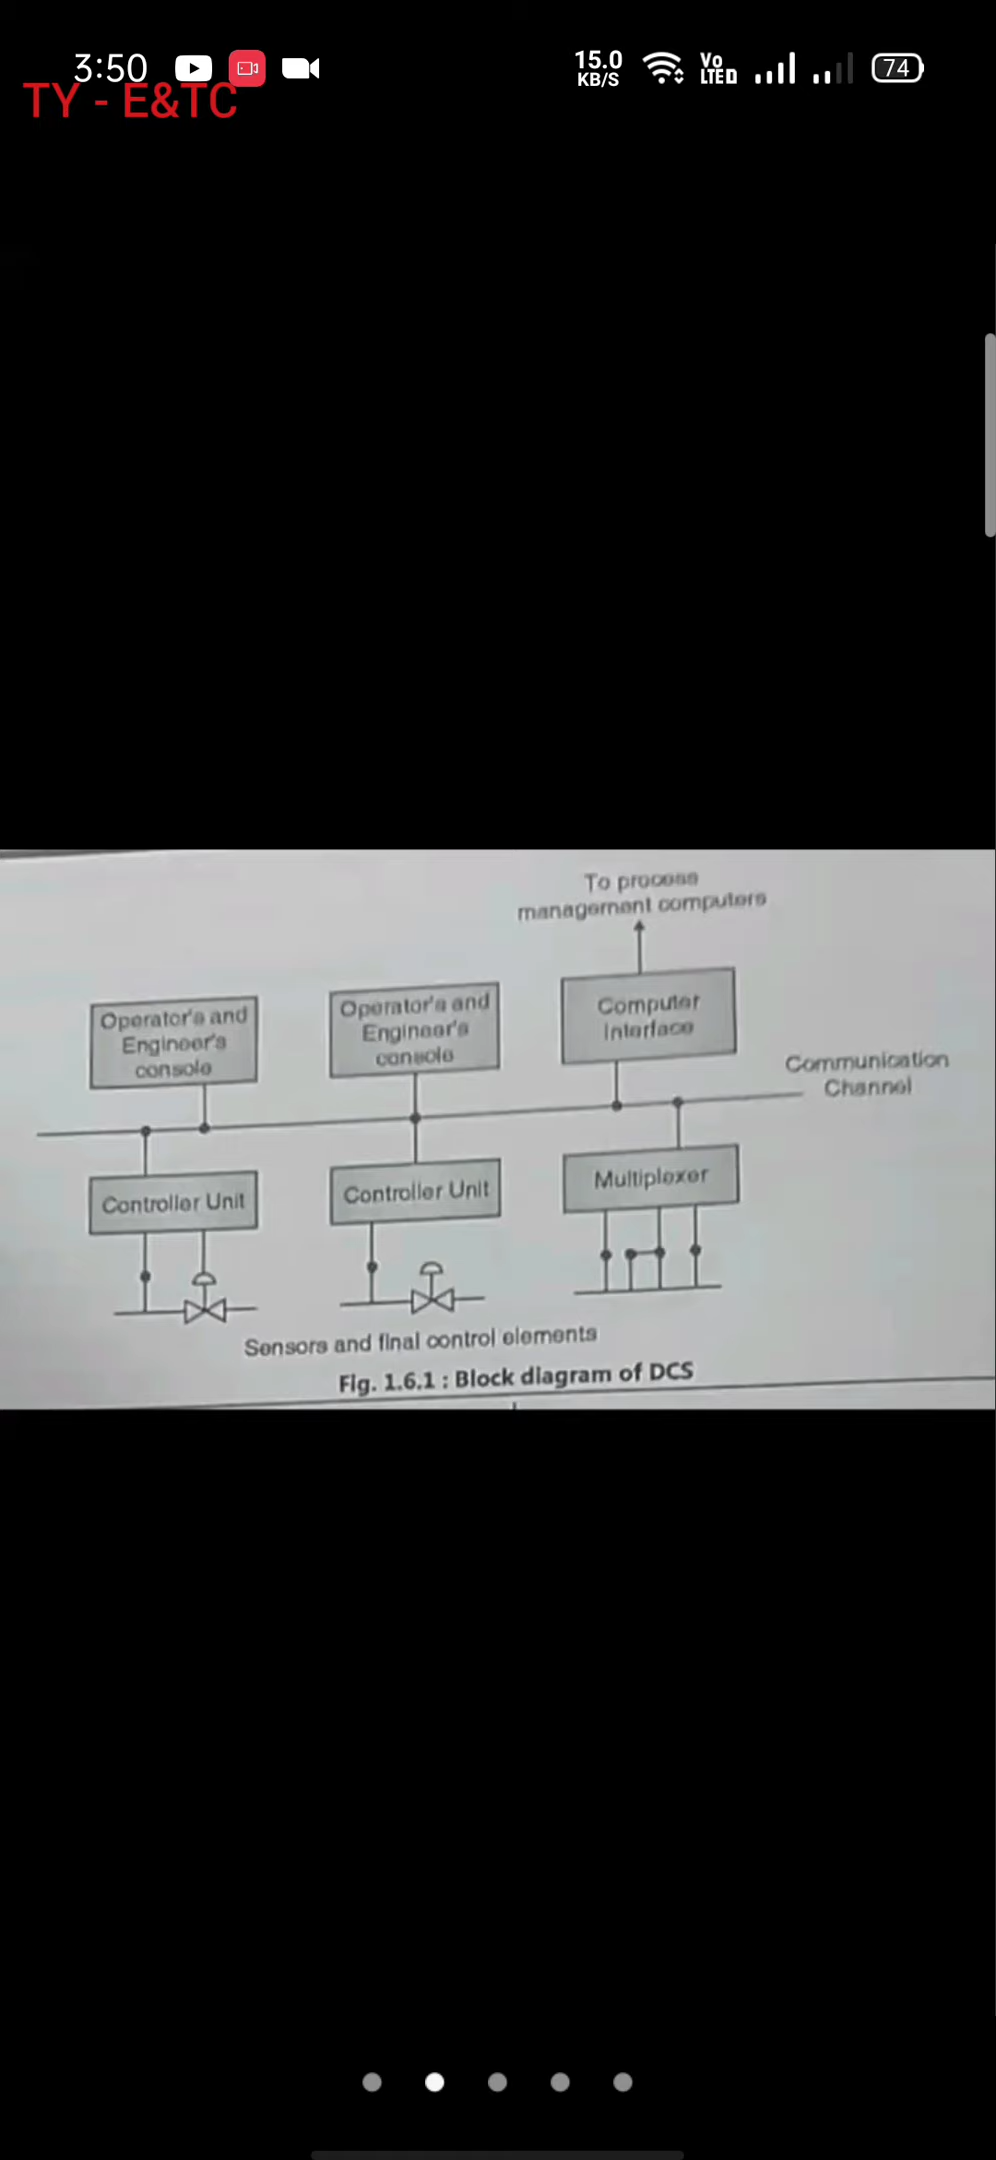 3:50
15.0
KB/S
Vo
LTED
74
TY - E&TC
To process
management computers
Operator's and
Engineer's
console
Operator's and
Engineer's
console
Computer
Interface
Communication
Channel
Controller Unit
Controller Unit
Multiplexer
Sensors and final control elements
Fig. 1.6.1 : Block diagram of DCS